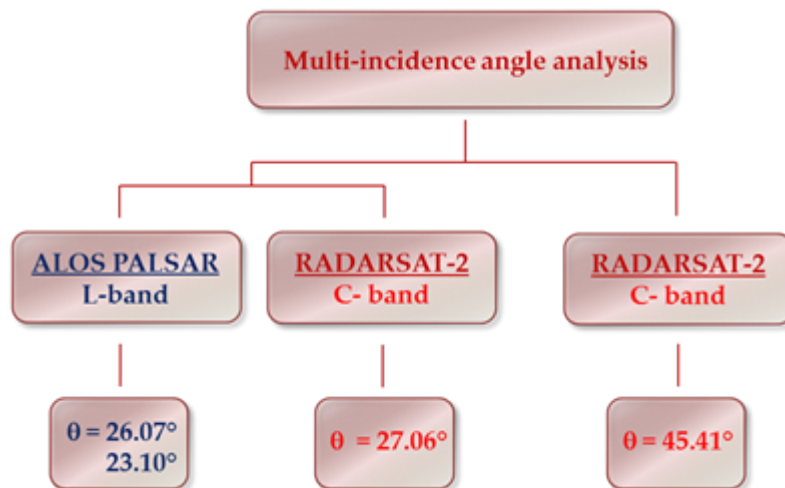 Multi-incidence angle analysis
ALOS PALSAR
L-band
RADARSAT-2
C- band
RADARSAT-2
C- band
θ = 26.07°
23.10°
θ = 27.06°
θ = 45.41°